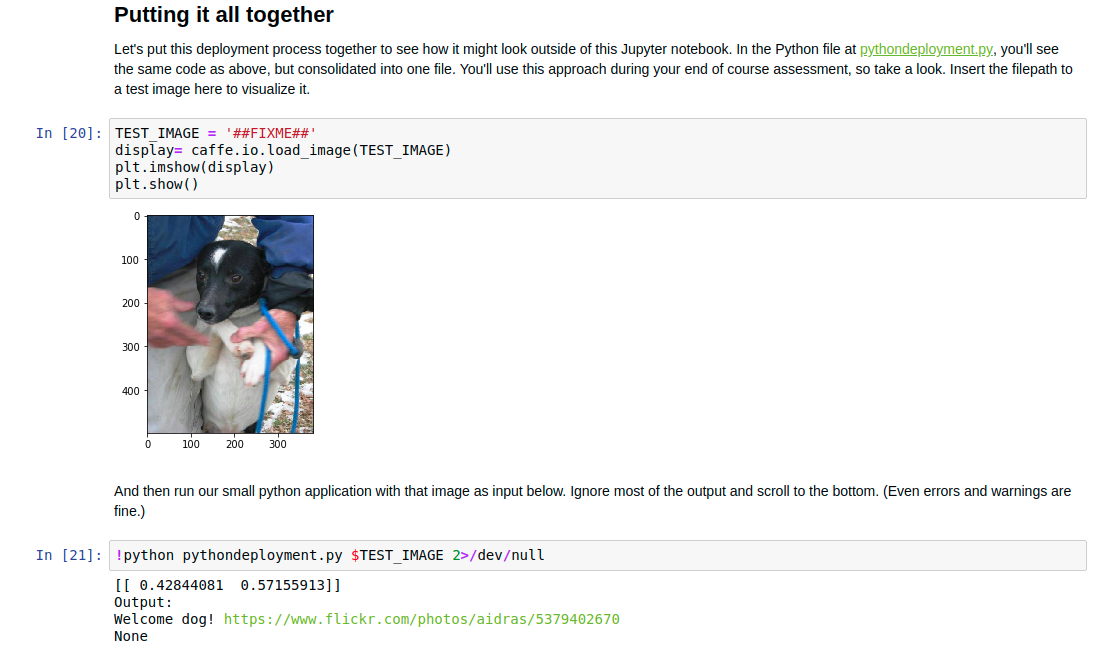 Putting it all together
Let's put this deployment process together to see how it might look outside of this Jupyter notebook. In the Python file at pythondeployment.py, you'll see
the same code as above, but consolidated into one file. You'll use this approach during your end of course assessment, so take a look. Insert the filepath to
a test image here to visualize it.
In [20]:
TEST_IMAGE = '##FIXME##'
display= caffe.io.load_image(TEST_IMAGE)
plt.imshow(display)
plt.show()
0
100
200
300
400
0 100 200 300
And then run our small python application with that image as input below. Ignore most of the output and scroll to the bottom. (Even errors and warnings are
fine.)
In [21]:
!python pythondeployment.py $TEST_IMAGE 2>/dev/null
[[ 0.42844081  0.57155913]]
Output:
Welcome dog! https://www.flickr.com/photos/aidras/5379402670
None